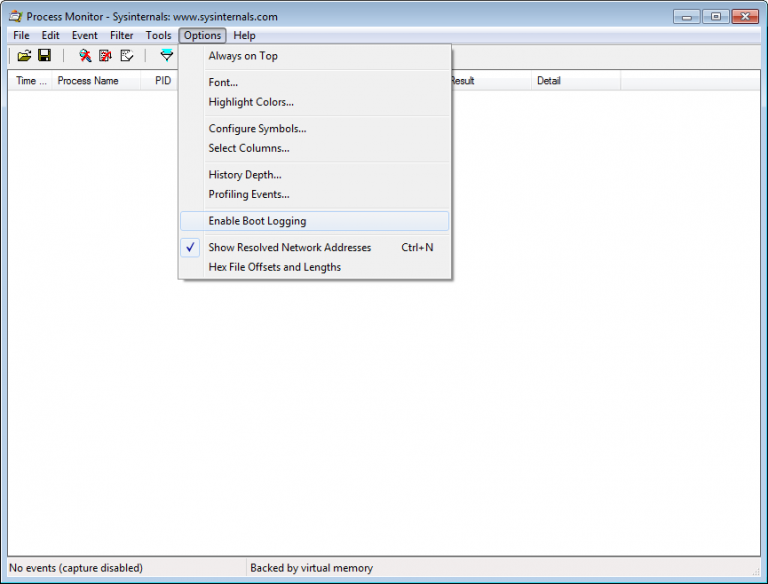 Process Monitor - Sysinternals: www.sysinternals.com
File Edit Event Filter Tools Options Help
Always on Top
Time ... Process Name PID Result Detail
Font...
Highlight Colors...
Configure Symbols...
Select Columns...
History Depth...
Profiling Events...
Enable Boot Logging
Show Resolved Network Addresses Ctrl+N
Hex File Offsets and Lengths
No events (capture disabled) Backed by virtual memory